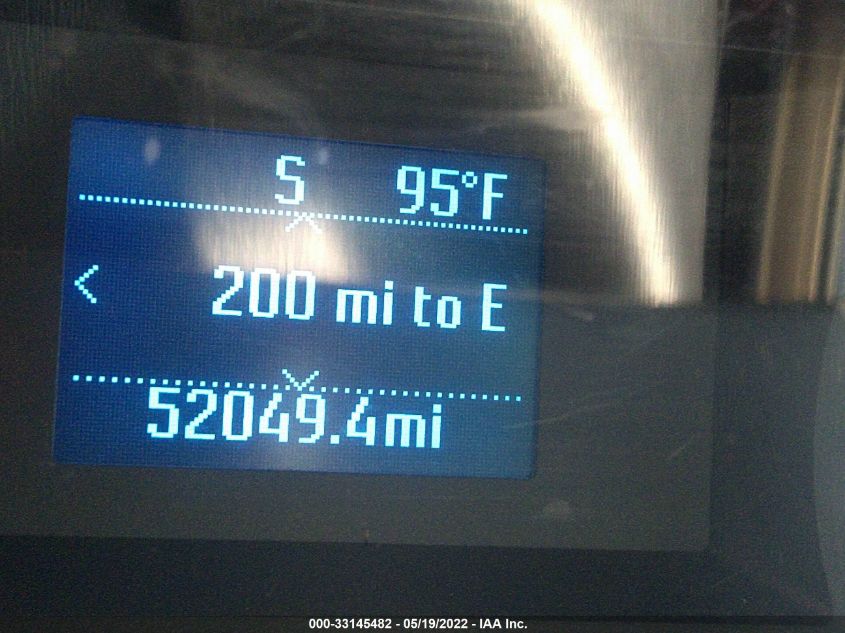 S 95°F
< 200 mi to E
52049.4mi
000-33145482 - 05/19/2022 - IAA Inc.